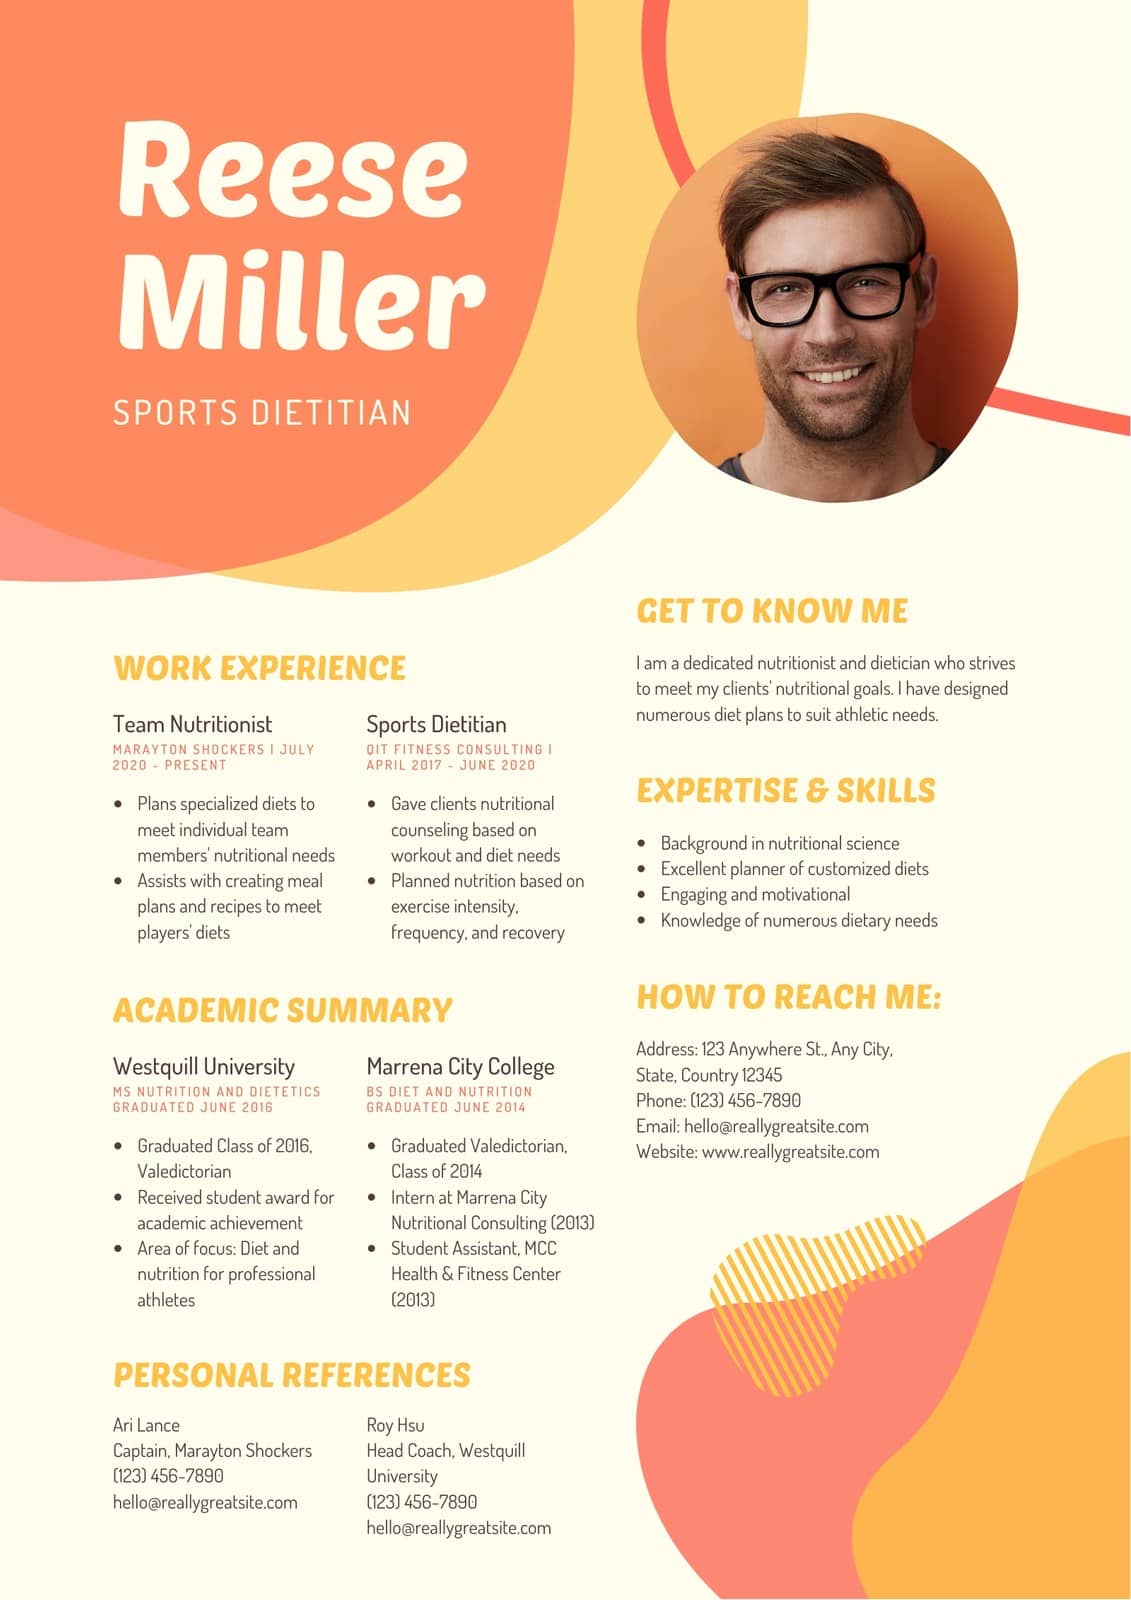 Reese
Miller
SPORTS DIETITIAN
WORK EXPERIENCE
Team Nutritionist
MARAYTON SHOCKERS | JULY
2020 - PRESENT
• Plans specialized diets to
meet individual team
members' nutritional needs
• Assists with creating meal
plans and recipes to meet
players' diets
Sports Dietitian
QIT FITNESS CONSULTING |
APRIL 2017 - JUNE 2020
• Gave clients nutritional
counseling based on
workout and diet needs
• Planned nutrition based on
exercise intensity,
frequency, and recovery
ACADEMIC SUMMARY
Westquill University
MS NUTRITION AND DIETETICS
GRADUATED JUNE 2016
• Graduated Class of 2016,
Valedictorian
• Received student award for
academic achievement
• Area of focus: Diet and
nutrition for professional
athletes
Marrena City College
BS DIET AND NUTRITION
GRADUATED JUNE 2014
• Graduated Valedictorian,
Class of 2014
• Intern at Marrena City
Nutritional Consulting (2013)
• Student Assistant, MCC
Health & Fitness Center
(2013)
PERSONAL REFERENCES
Ari Lance
Captain, Marayton Shockers
(123) 456-7890
hello@reallygreatsite.com
Roy Hsu
Head Coach, Westquill
University
(123) 456-7890
hello@reallygreatsite.com
GET TO KNOW ME
I am a dedicated nutritionist and dietician who strives
to meet my clients' nutritional goals. I have designed
numerous diet plans to suit athletic needs.
EXPERTISE & SKILLS
• Background in nutritional science
• Excellent planner of customized diets
• Engaging and motivational
• Knowledge of numerous dietary needs
HOW TO REACH ME:
Address: 123 Anywhere St., Any City,
State, Country 12345
Phone: (123) 456-7890
Email: hello@reallygreatsite.com
Website: www.reallygreatsite.com